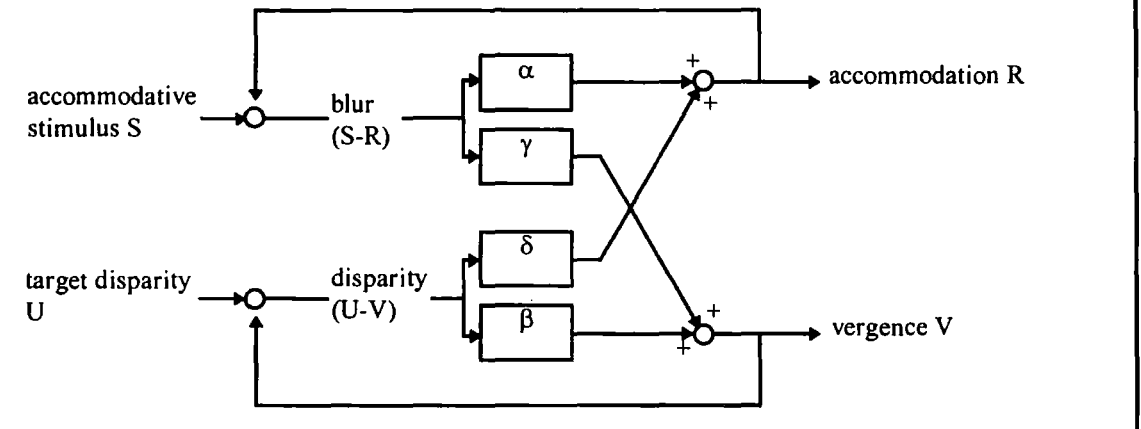 accommodative
stimulus S
blur
(S-R)
α
γ
+
+
accommodation R
target disparity
U
disparity
(U-V)
δ
β
+
+
vergence V